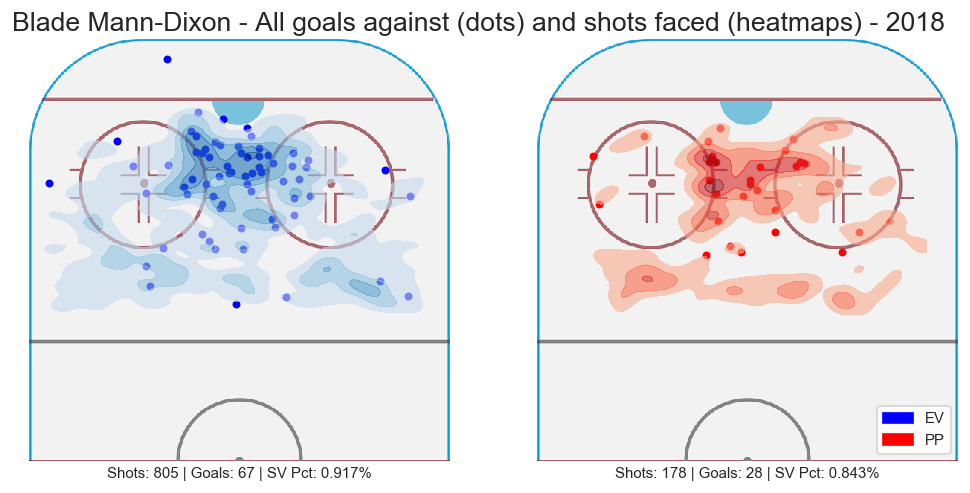 Blade Mann-Dixon - All goals against (dots) and shots faced (heatmaps) - 2018
EV
PP
Shots: 805 | Goals: 67 | SV Pct: 0.917%
Shots: 178 | Goals: 28 | SV Pct: 0.843%